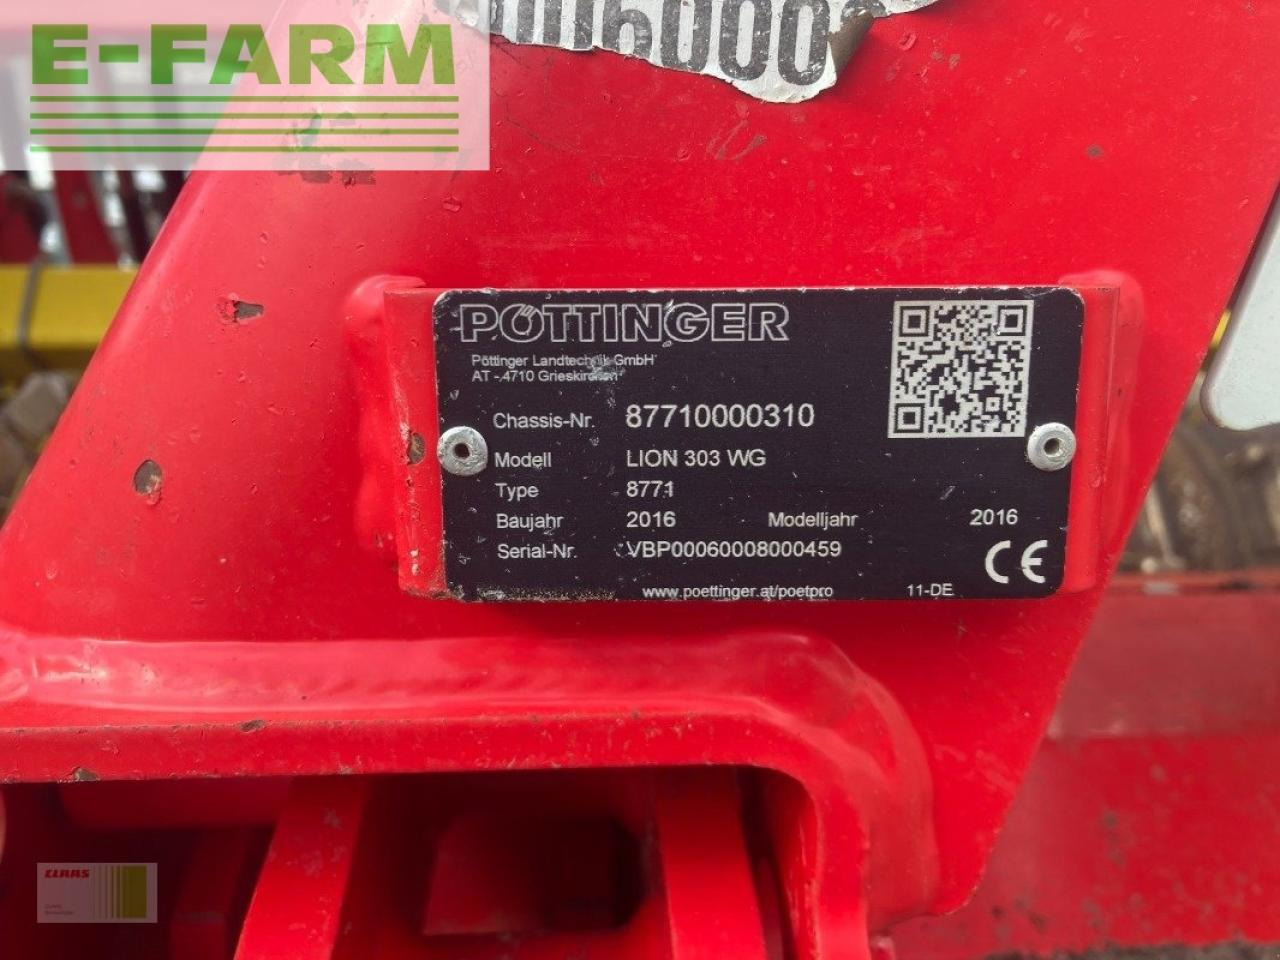 E-FARM
PÖTTINGER
Pöttinger Landtechnik GmbH
AT - 4710 Grieskirchen
Chassis-Nr. 87710000310
Modell LION 303 WG
Type 8771
Baujahr 2016 Modelljahr 2016
Serial-Nr. VBP00060008000459
CE
www.poettinger.at/poetpro 11-DE
CLAAS